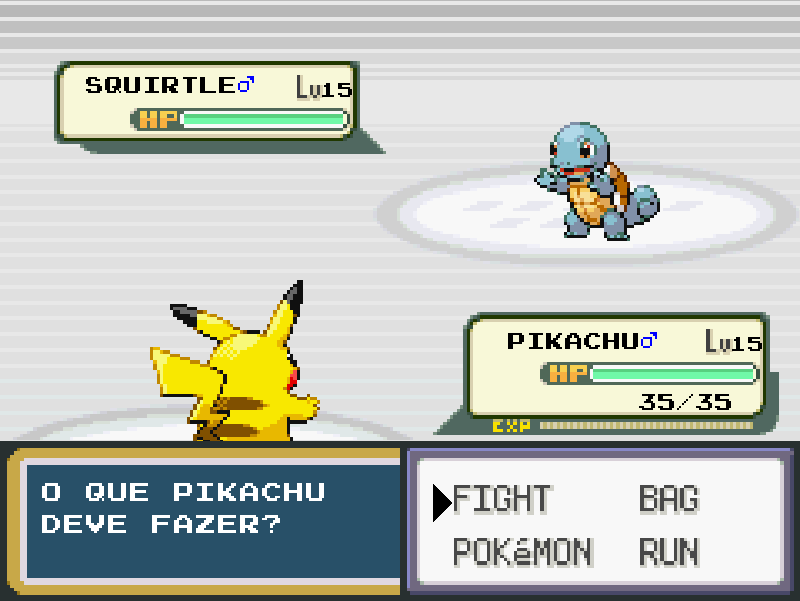 SQUIRTLE♂ Lv15
HP
PIKACHU♂ Lv15
HP
35/35
EXP
O QUE PIKACHU
DEVE FAZER?
FIGHT BAG
POKéMON RUN